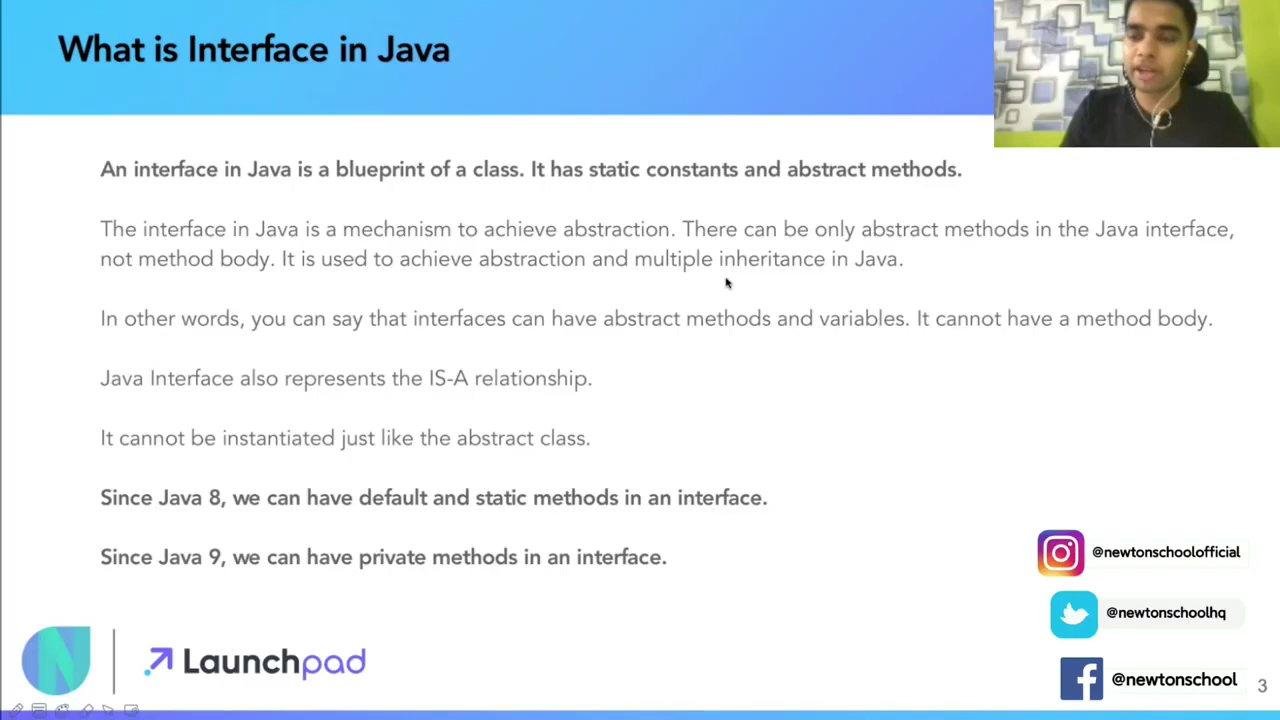 What is Interface in Java
An interface in Java is a blueprint of a class. It has static constants and abstract methods.
The interface in Java is a mechanism to achieve abstraction. There can be only abstract methods in the Java interface,
not method body. It is used to achieve abstraction and multiple inheritance in Java.
In other words, you can say that interfaces can have abstract methods and variables. It cannot have a method body.
Java Interface also represents the IS-A relationship.
It cannot be instantiated just like the abstract class.
Since Java 8, we can have default and static methods in an interface.
Since Java 9, we can have private methods in an interface.
@newtonschoolofficial
@newtonschoolhq
@newtonschool
N
Launchpad
3